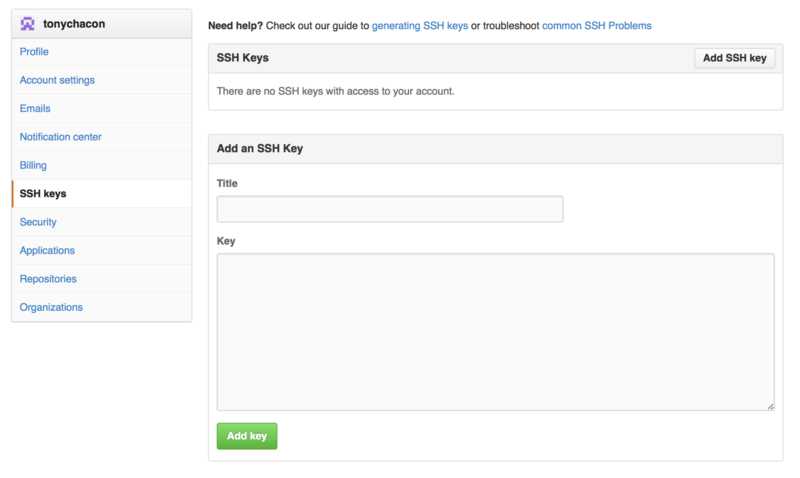 tonychacon
Profile
Account settings
Emails
Notification center
Billing
SSH keys
Security
Applications
Repositories
Organizations
Need help? Check out our guide to generating SSH keys or troubleshoot common SSH Problems
SSH Keys
Add SSH key
There are no SSH keys with access to your account.
Add an SSH Key
Title
Key
Add key